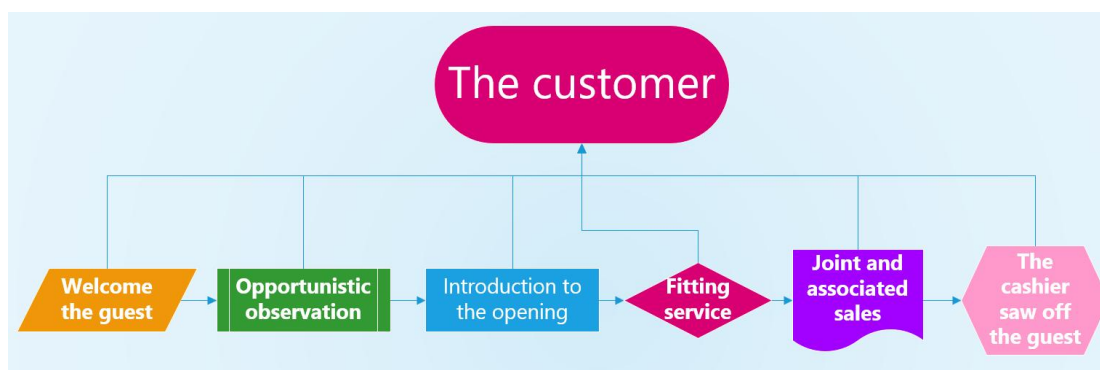 The customer
Welcome
the guest
Opportunistic
observation
Introduction to
the opening
Fitting
service
Joint and
associated
sales
The
cashier
saw off
the guest